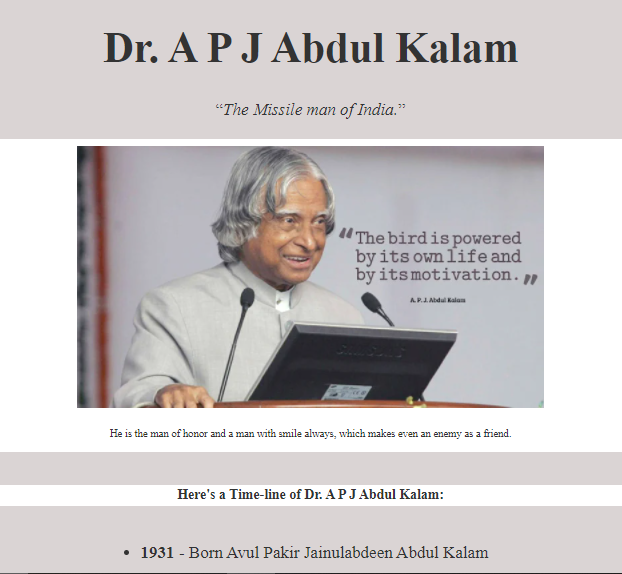 Dr. A P J Abdul Kalam
“The Missile man of India.”
“The bird is powered
by its own life and
by its motivation.„
A. P. J. Abdul Kalam
SAMSUNG
He is the man of honor and a man with smile always, which makes even an enemy as a friend.
Here's a Time-line of Dr. A P J Abdul Kalam:
• 1931 - Born Avul Pakir Jainulabdeen Abdul Kalam